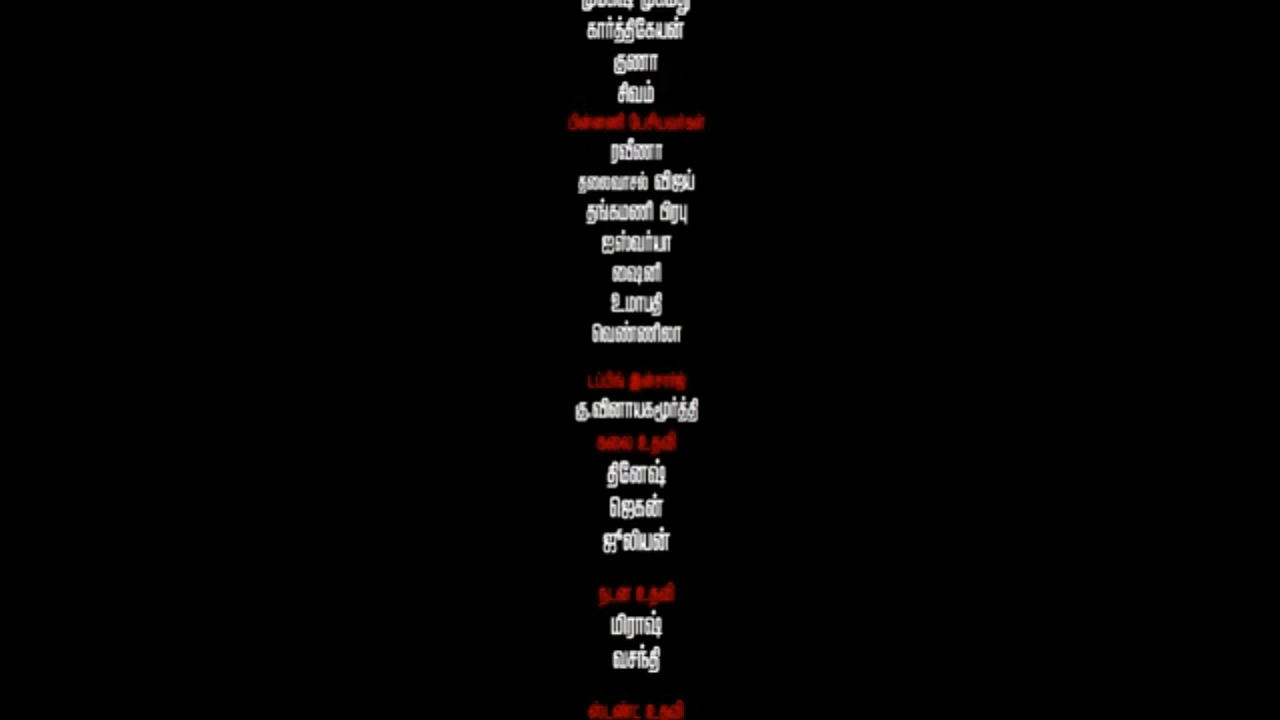 கார்த்திகேயன்
குணா
சிவம்
பின்னணி பேசியவர்கள்
ரவீணா
தலைவாசல் விஜய்
தங்கமணி பிரபு
ஐஸ்வர்யா
ஷைனி
உமாபதி
வெண்ணிலா
டப்பிங் இன்சார்ஜ்
கு.வினாயகமூர்த்தி
கலை உதவி
தினேஷ்
ஜெகன்
ஜீலியன்
நடன உதவி
மிராஷ்
வசந்தி
ஸ்டண்ட் உதவி